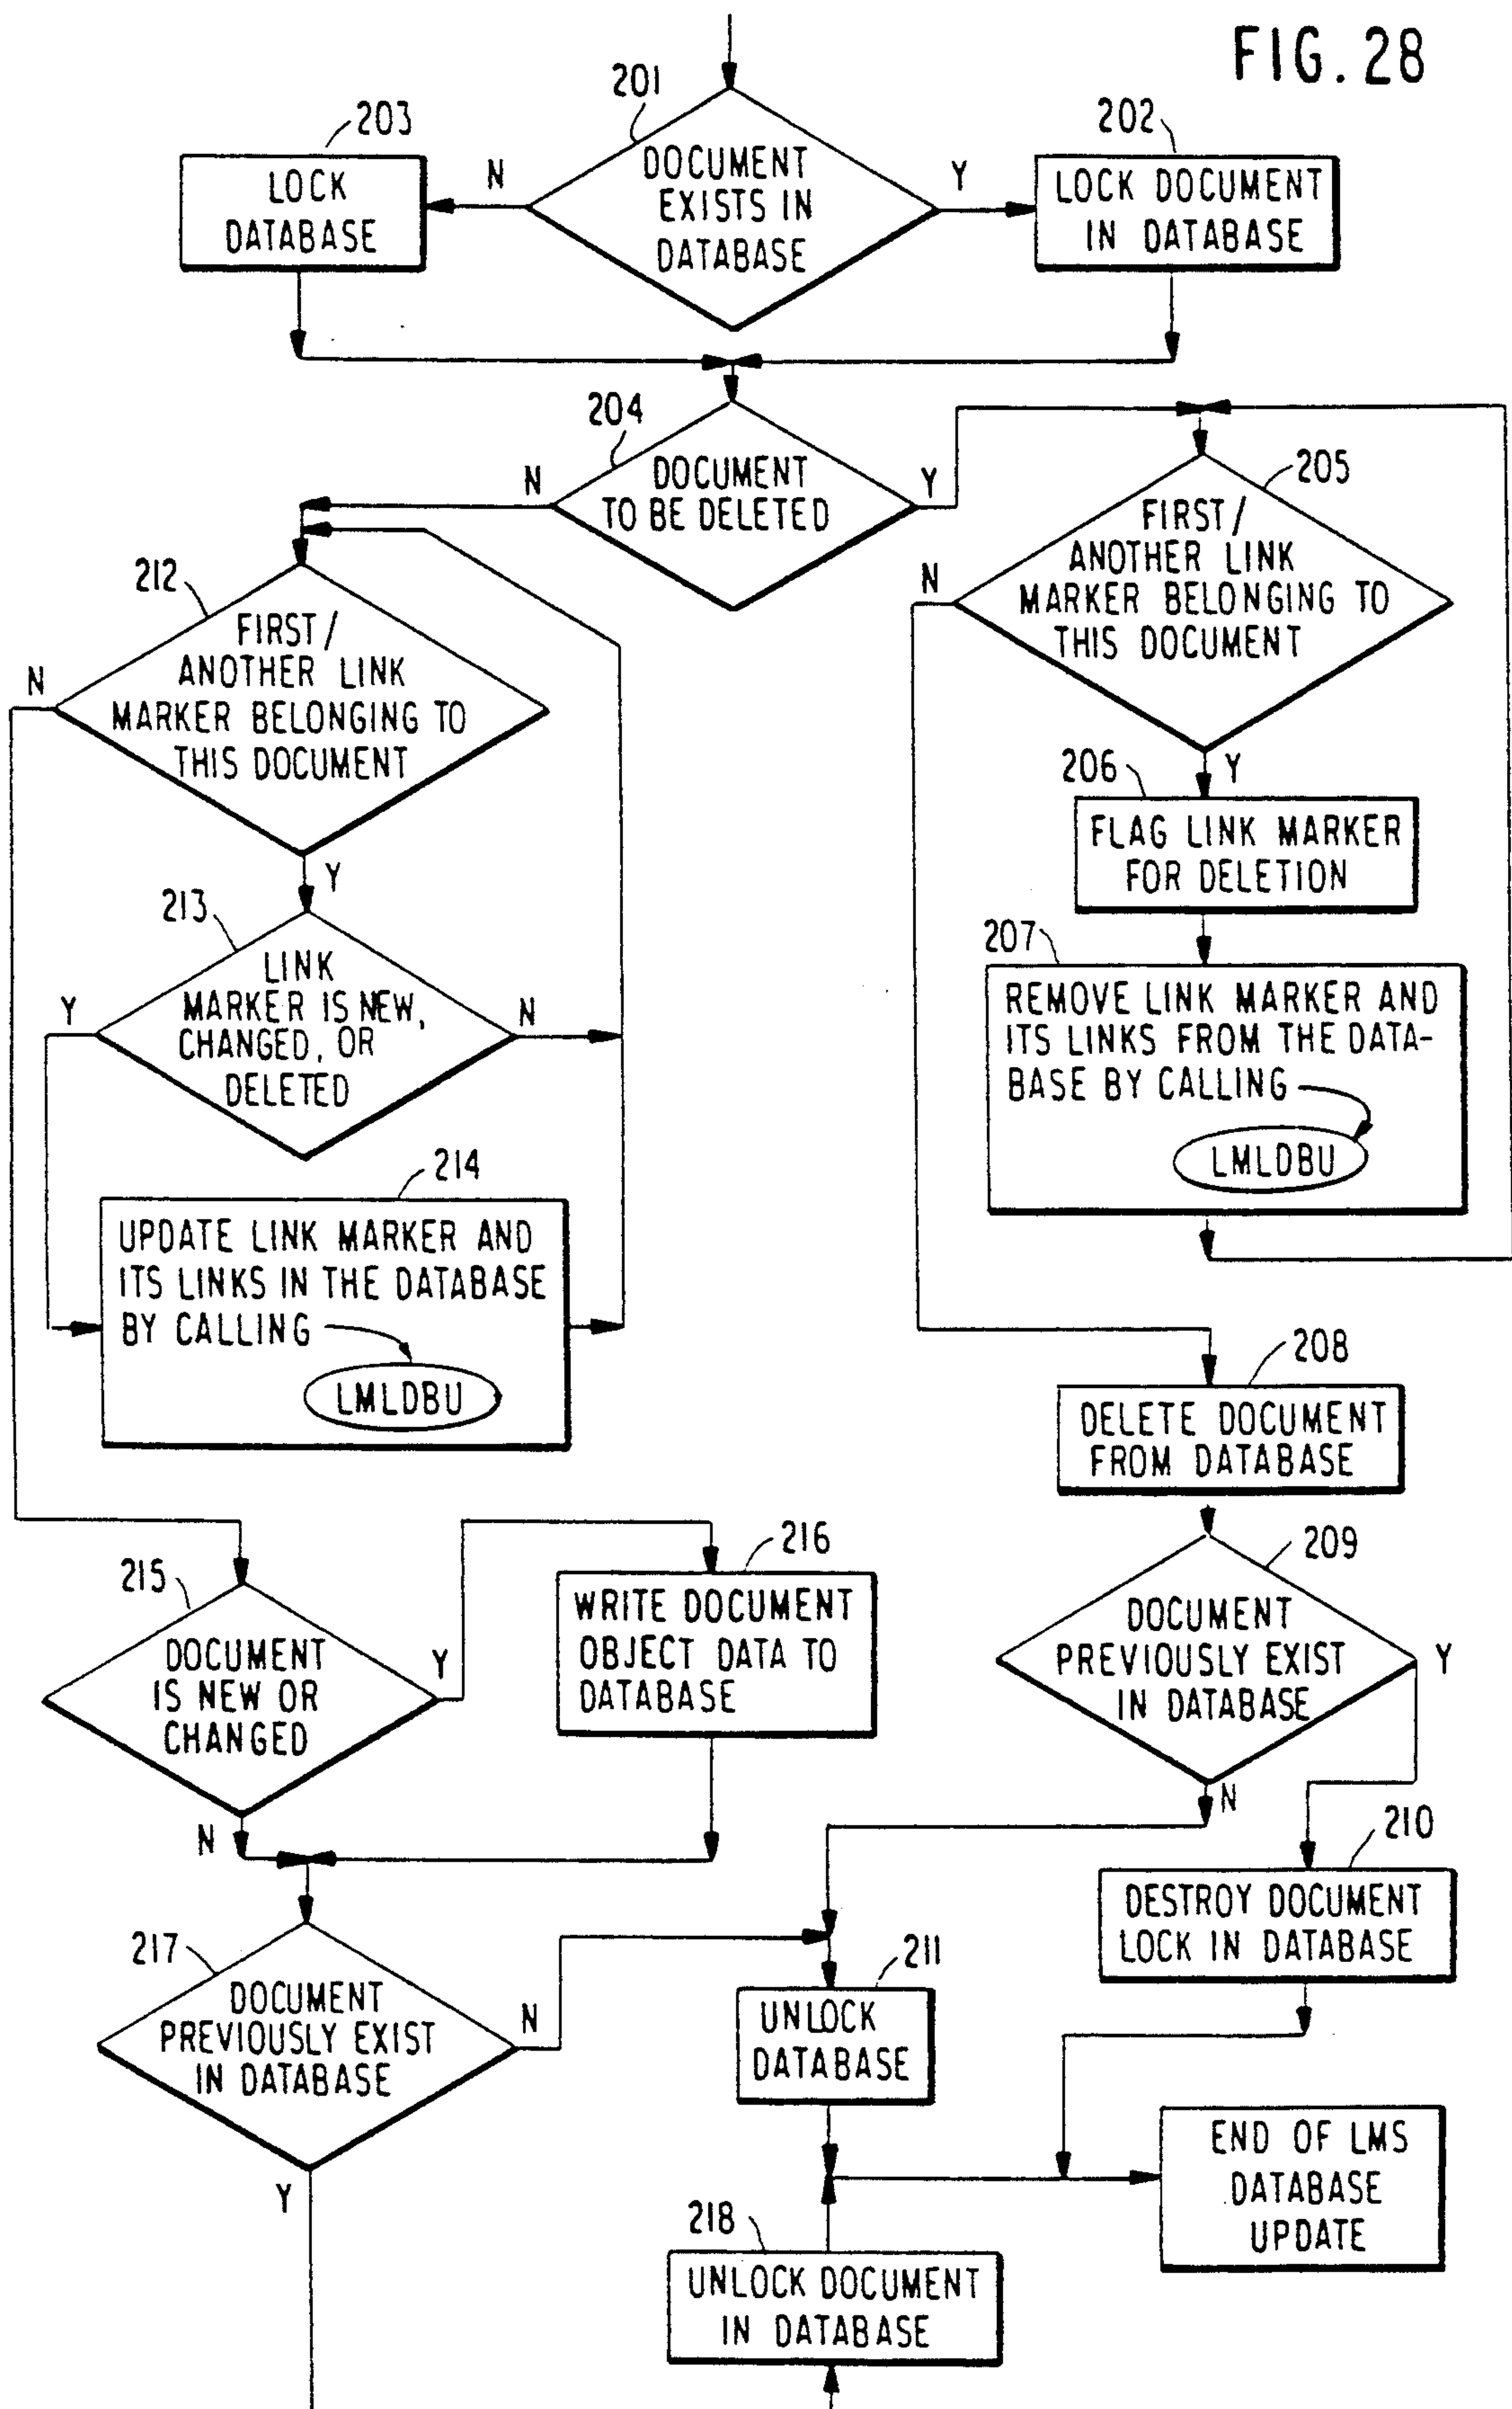 FIG. 28
201
203
202
N
Y
LOCK
DATABASE
DOCUMENT
EXISTS IN
DATABASE
LOCK DOCUMENT
IN DATABASE
204
DOCUMENT
TO BE DELETED
N
Y
205
FIRST/
ANOTHER LINK
MARKER BELONGING TO
THIS DOCUMENT
N
Y
212
FIRST/
ANOTHER LINK
MARKER BELONGING TO
THIS DOCUMENT
N
Y
206
FLAG LINK MARKER
FOR DELETION
213
LINK
MARKER IS NEW,
CHANGED, OR
DELETED
Y
N
207
REMOVE LINK MARKER AND
ITS LINKS FROM THE DATA-
BASE BY CALLING
LMLDBU
214
UPDATE LINK MARKER AND
ITS LINKS IN THE DATABASE
BY CALLING
LMLDBU
208
DELETE DOCUMENT
FROM DATABASE
215
DOCUMENT
IS NEW OR
CHANGED
Y
N
216
WRITE DOCUMENT
OBJECT DATA TO
DATABASE
209
DOCUMENT
PREVIOUSLY EXIST
IN DATABASE
Y
N
210
DESTROY DOCUMENT
LOCK IN DATABASE
217
DOCUMENT
PREVIOUSLY EXIST
IN DATABASE
N
Y
211
UNLOCK
DATABASE
END OF LMS
DATABASE
UPDATE
218
UNLOCK DOCUMENT
IN DATABASE